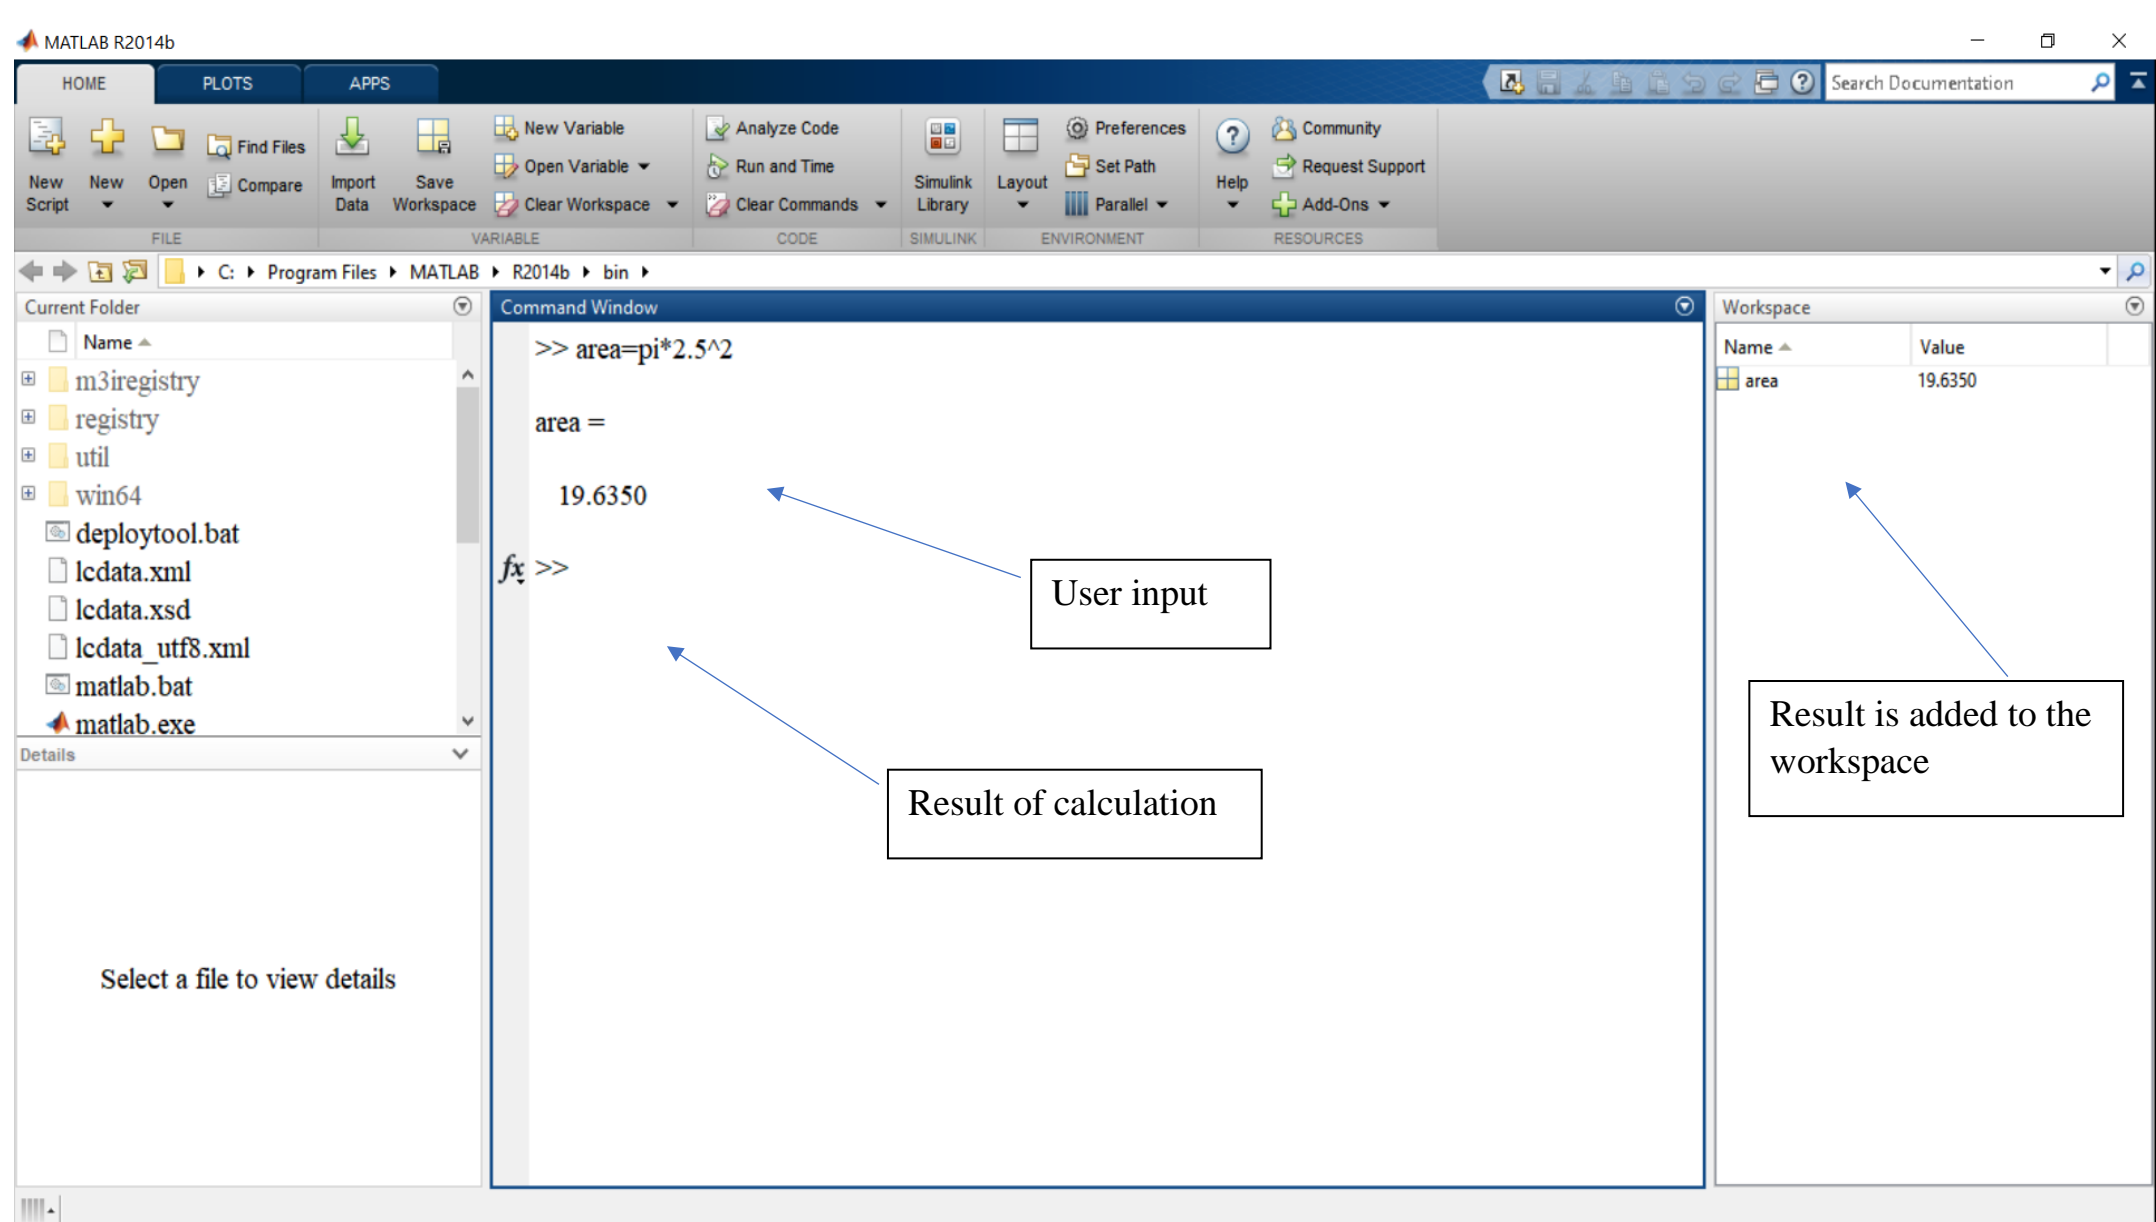 MATLAB R2014b
HOME PLOTS APPS Search Documentation
New Script New Open Find Files Compare Import Data Save Workspace New Variable Open Variable Clear Workspace Analyze Code Run and Time Clear Commands Simulink Library Layout Preferences Set Path Parallel Help Community Request Support Add-Ons
FILE VARIABLE CODE SIMULINK ENVIRONMENT RESOURCES
C: Program Files MATLAB R2014b bin
Current Folder
Name
m3iregistry
registry
util
win64
deploytool.bat
lcdata.xml
lcdata.xsd
lcdata_utf8.xml
matlab.bat
matlab.exe
Details
Select a file to view details
Command Window
>> area=pi*2.5^2
area =
19.6350
fx >>
User input
Result of calculation
Workspace
Name Value
area 19.6350
Result is added to the
workspace